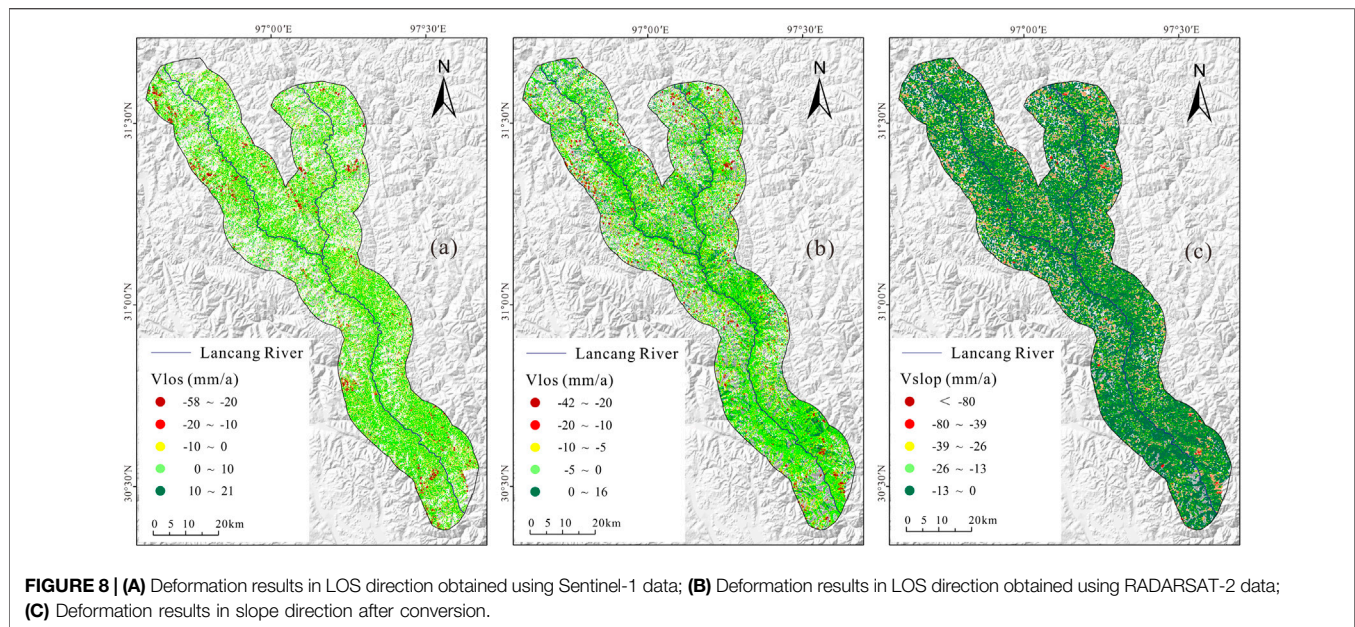 97°00′E 97°30′E 97°00′E 97°30′E 97°00′E 97°30′E
N N N
31°30′N 31°30′N 31°30′N
(a) (b) (c)
31°00′N 31°00′N 31°00′N
30°30′N 30°30′N 30°30′N
Lancang River
Vlos (mm/a)
-58 ~ -20
-20 ~ -10
-10 ~ 0
0 ~ 10
10 ~ 21
0 5 10 20km
Lancang River
Vlos (mm/a)
-42 ~ -20
-20 ~ -10
-10 ~ -5
-5 ~ 0
0 ~ 16
0 5 10 20km
Lancang River
Vslop (mm/a)
< -80
-80 ~ -39
-39 ~ -26
-26 ~ -13
-13 ~ 0
0 5 10 20km
FIGURE 8 | (A) Deformation results in LOS direction obtained using Sentinel-1 data; (B) Deformation results in LOS direction obtained using RADARSAT-2 data;
(C) Deformation results in slope direction after conversion.